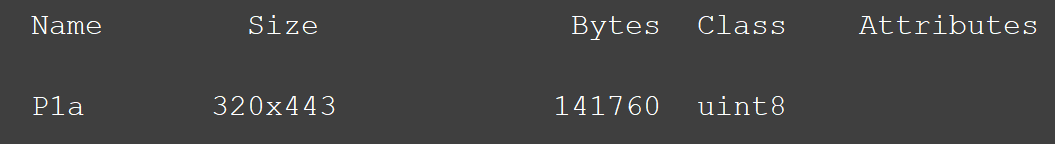 Name Size Bytes Class Attributes
P1a 320x443 141760 uint8